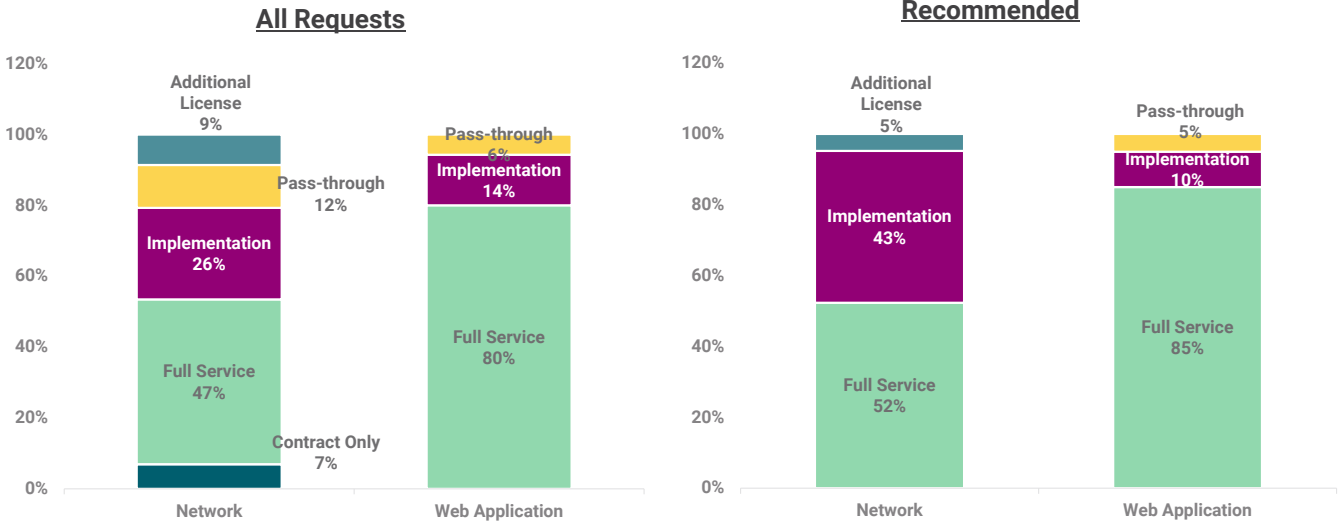 All Requests
120%
100%
80%
60%
40%
20%
0%
Additional
License
9%
Pass-through
12%
Implementation
26%
Full Service
47%
Contract Only
7%
Pass-through
6%
Implementation
14%
Full Service
80%
Network
Web Application
Recommended
120%
100%
80%
60%
40%
20%
0%
Additional
License
5%
Implementation
43%
Full Service
52%
Pass-through
5%
Implementation
10%
Full Service
85%
Network
Web Application